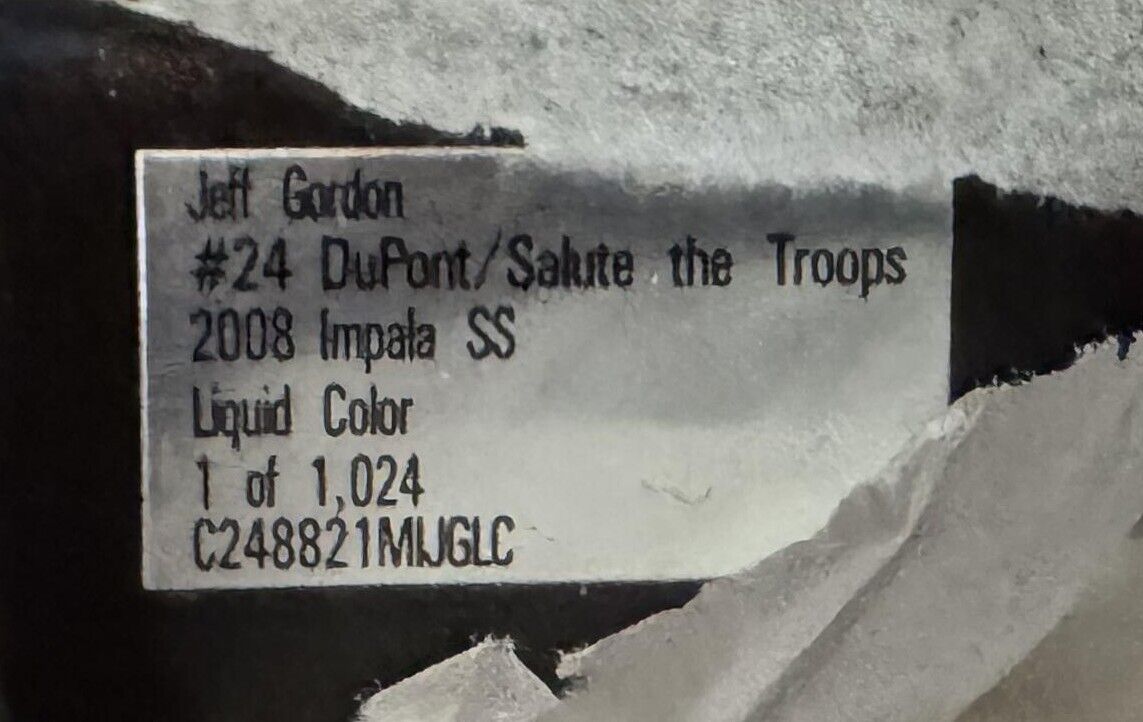 Jeff Gordon
#24 DuPont/Salute the Troops
2008 Impala SS
Liquid Color
1 of 1,024
C248821MIJGLC